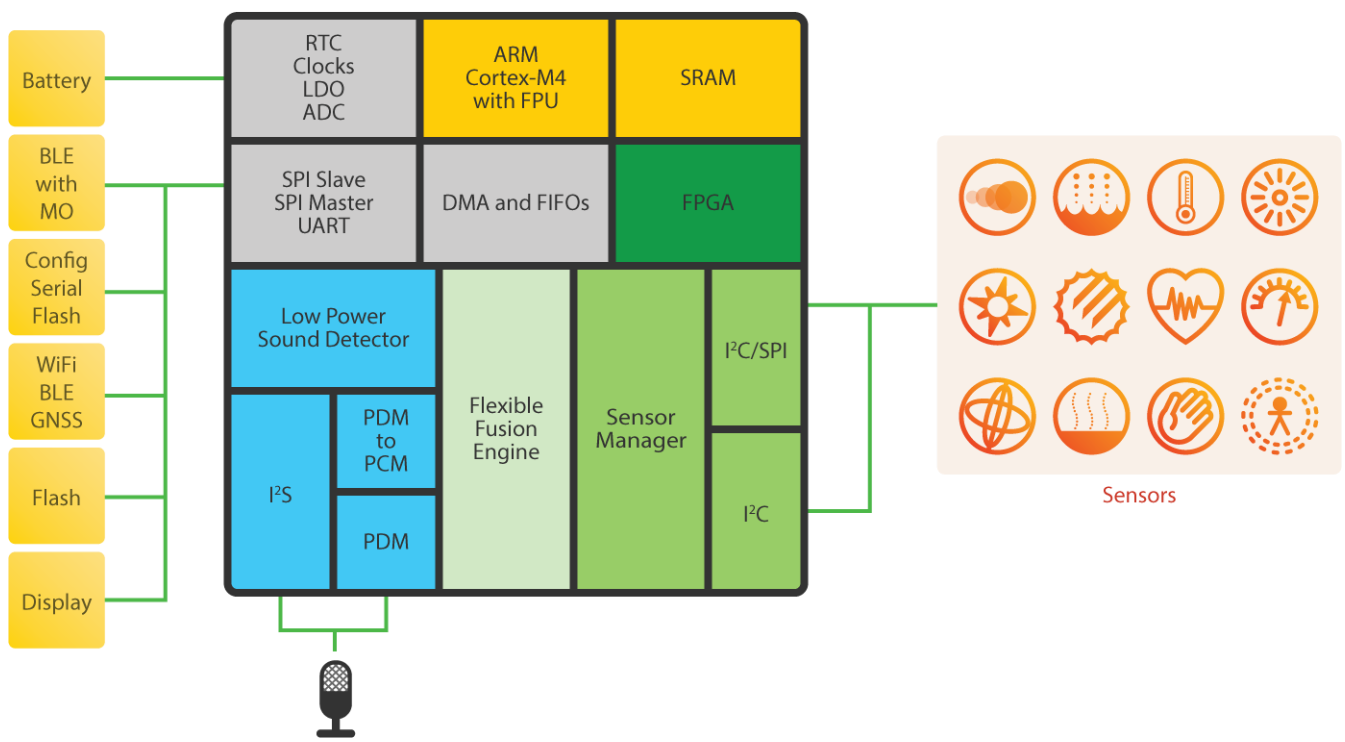 Battery
BLE
with
MO
Config
Serial
Flash
WiFi
BLE
GNSS
Flash
Display
RTC
Clocks
LDO
ADC
ARM
Cortex-M4
with FPU
SRAM
SPI Slave
SPI Master
UART
DMA and FIFOs
FPGA
Low Power
Sound Detector
I²S
PDM
to
PCM
PDM
Flexible
Fusion
Engine
Sensor
Manager
I²C/SPI
I²C
Sensors